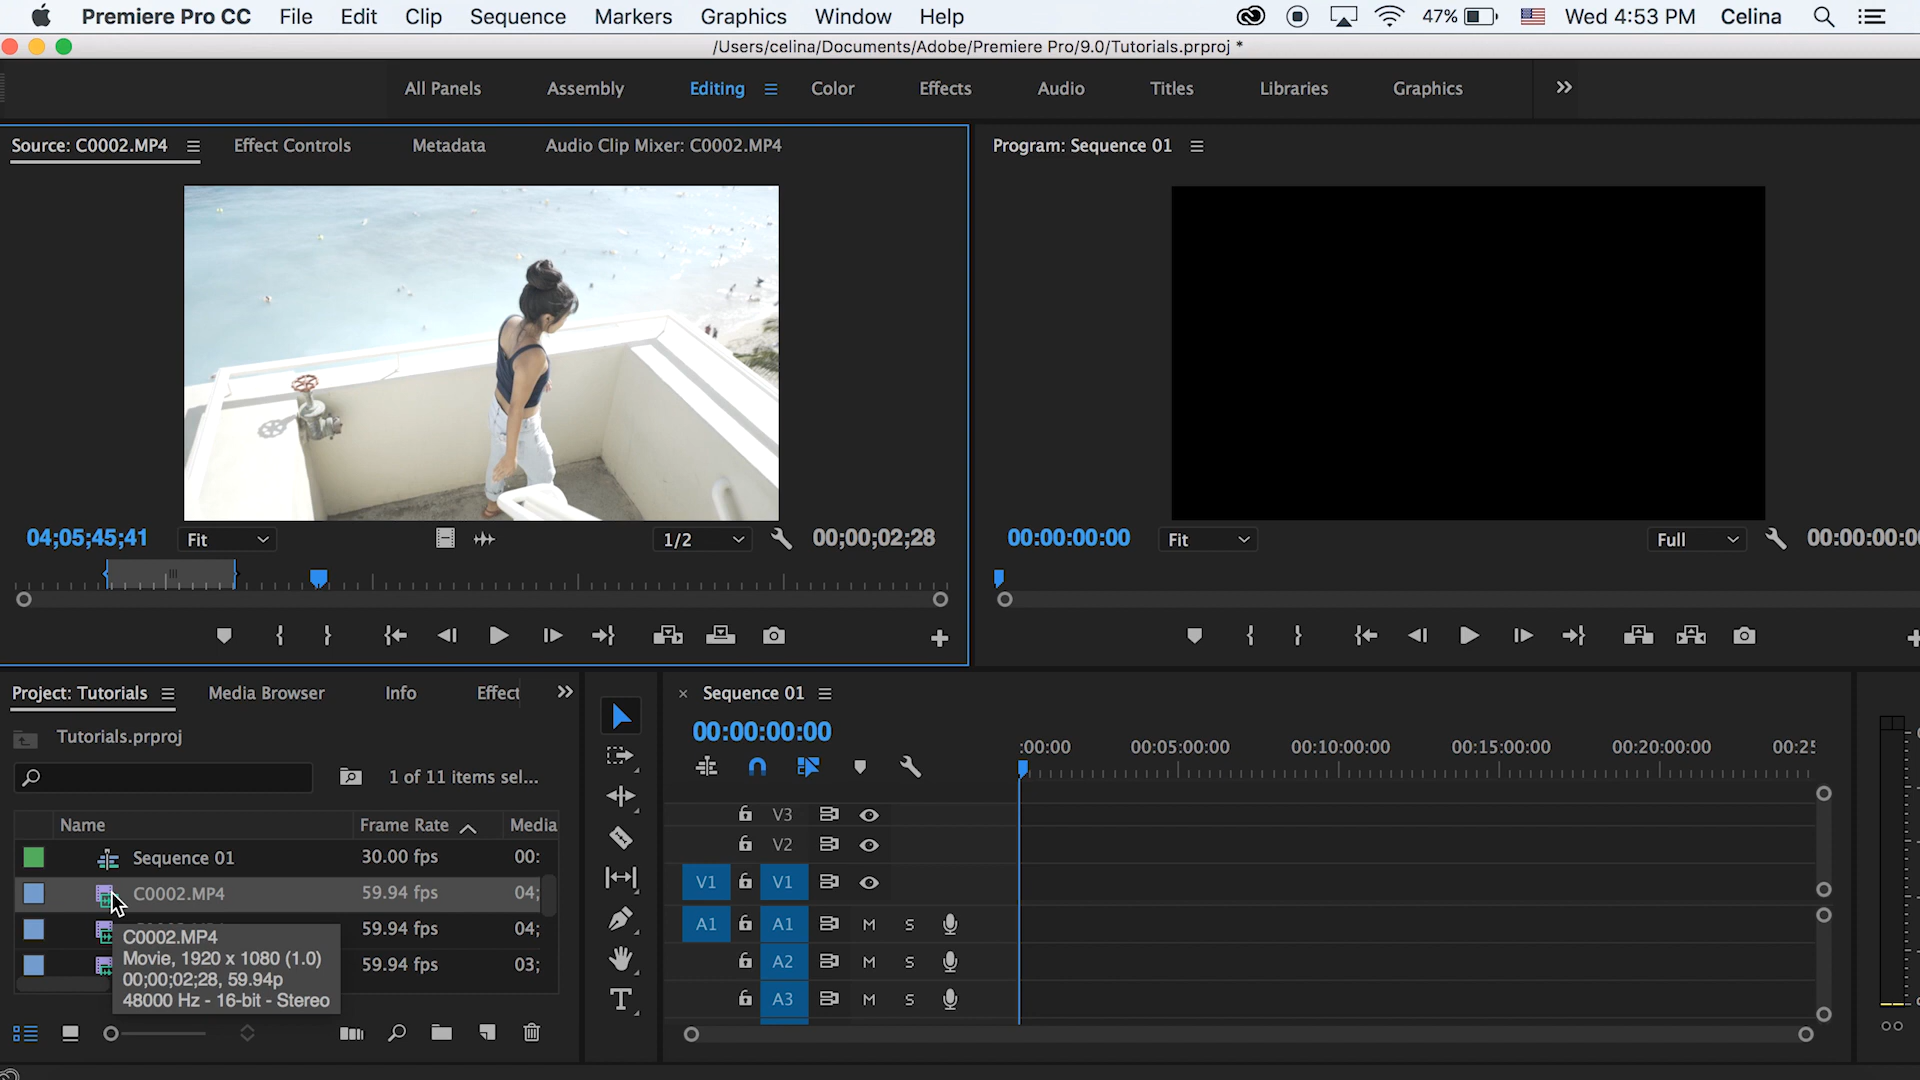 Premiere Pro CC File Edit Clip Sequence Markers Graphics Window Help 47% Wed 4:53 PM Celina
/Users/celina/Documents/Adobe/Premiere Pro/9.0/Tutorials.prproj *
All Panels Assembly Editing Color Effects Audio Titles Libraries Graphics
Source: C0002.MP4 Effect Controls Metadata Audio Clip Mixer: C0002.MP4
Program: Sequence 01
04;05;45;41 Fit 1/2 00;00;02;28
00:00:00:00 Fit Full 00:00:00:0
Project: Tutorials Media Browser Info Effect
Tutorials.prproj
1 of 11 items sel...
Name Frame Rate Media
Sequence 01 30.00 fps 00:
C0002.MP4 59.94 fps 04;
59.94 fps 04;
59.94 fps 03;
C0002.MP4
Movie, 1920 x 1080 (1.0)
00;00;02;28, 59.94p
48000 Hz - 16-bit - Stereo
× Sequence 01
00:00:00:00
:00:00 00:05:00:00 00:10:00:00 00:15:00:00 00:20:00:00 00:25:
V3
V2
V1 V1
A1 A1 M S
A2 M S
A3 M S